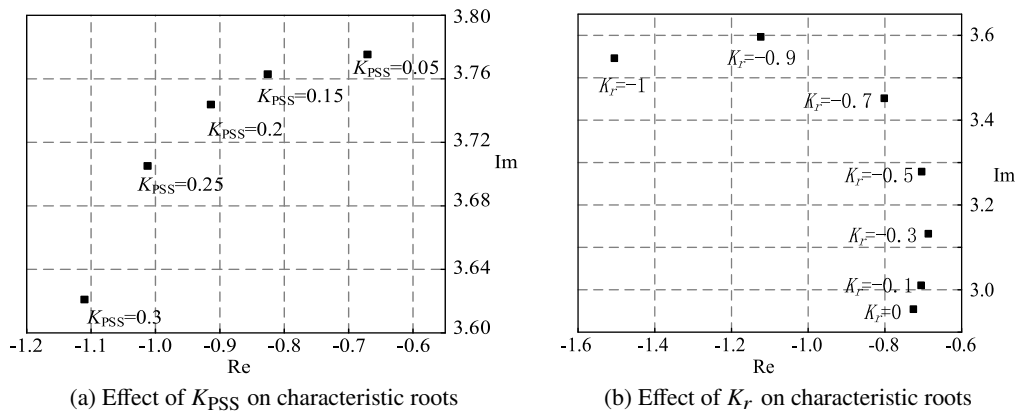 3.80
3.76
3.72
Im
3.68
3.64
3.60
K_PSS=0.05
K_PSS=0.15
K_PSS=0.2
K_PSS=0.25
K_PSS=0.3
-1.2 -1.1 -1.0 -0.9 -0.8 -0.7 -0.6
Re
(a) Effect of K_PSS on characteristic roots
3.6
3.4
Im
3.2
3.0
K_r=-1
K_r=-0.9
K_r=-0.7
K_r=-0.5
K_r=-0.3
K_r=-0.1
K_r=0
-1.6 -1.4 -1.2 -1.0 -0.8 -0.6
Re
(b) Effect of K_r on characteristic roots